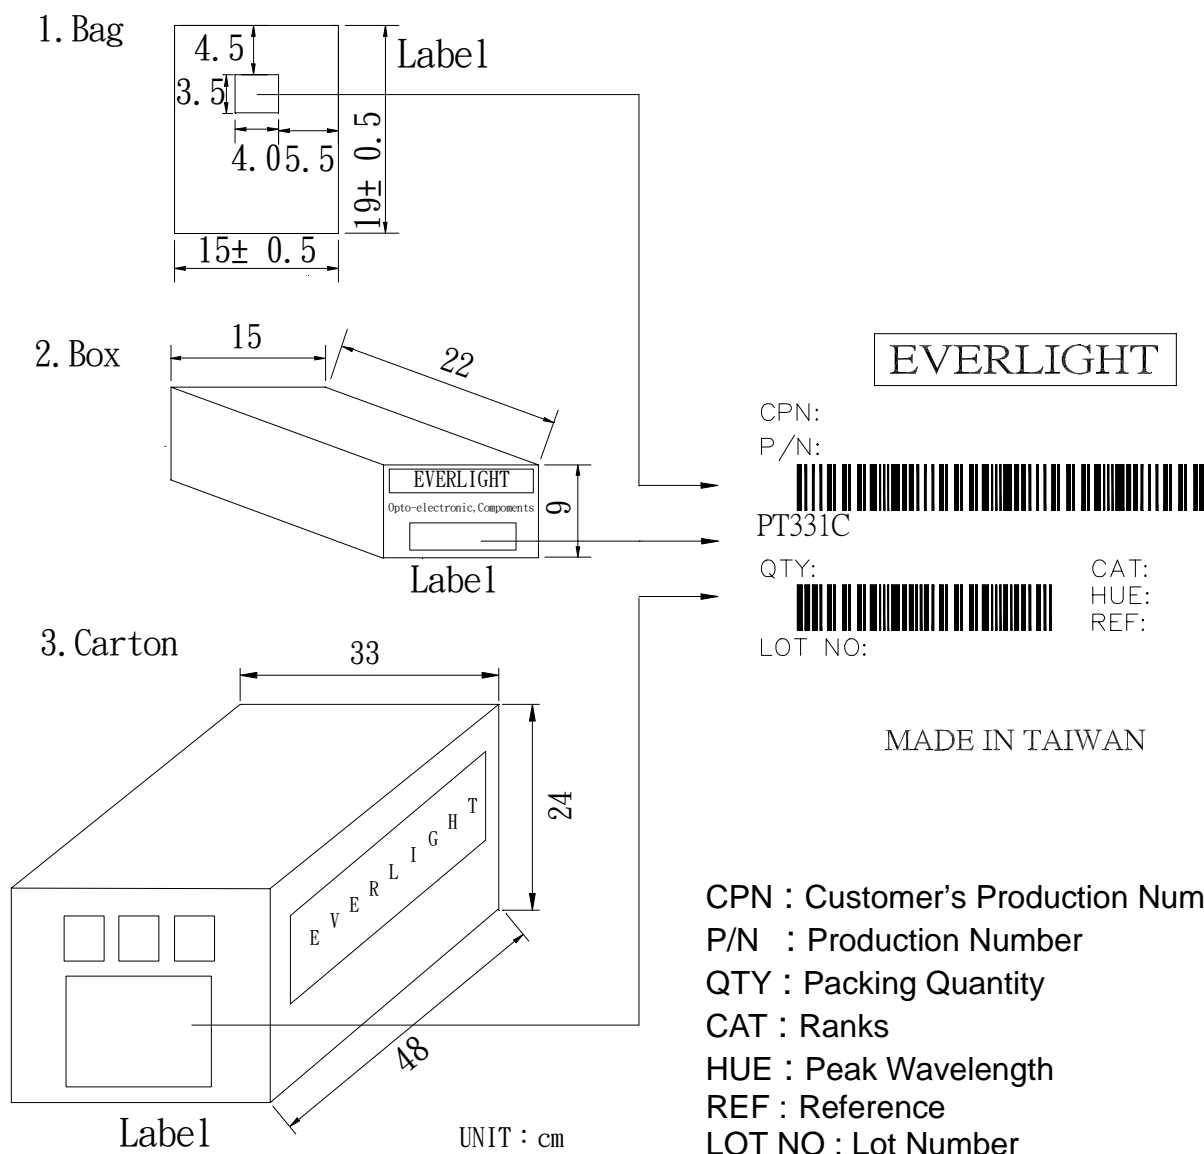 1. Bag
4.5
Label
3.5
4.0 5.5
19± 0.5
15± 0.5
2. Box
15
22
EVERLIGHT
Opto-electronic, Compoments
9
Label
3. Carton
33
24
EVERLIGHT
48
Label
UNIT：cm
EVERLIGHT
CPN:
P/N:
PT331C
QTY:
CAT:
HUE:
REF:
LOT NO:
MADE IN TAIWAN
CPN：Customer's Production Num
P/N ：Production Number
QTY：Packing Quantity
CAT：Ranks
HUE：Peak Wavelength
REF : Reference
LOT NO : Lot Number